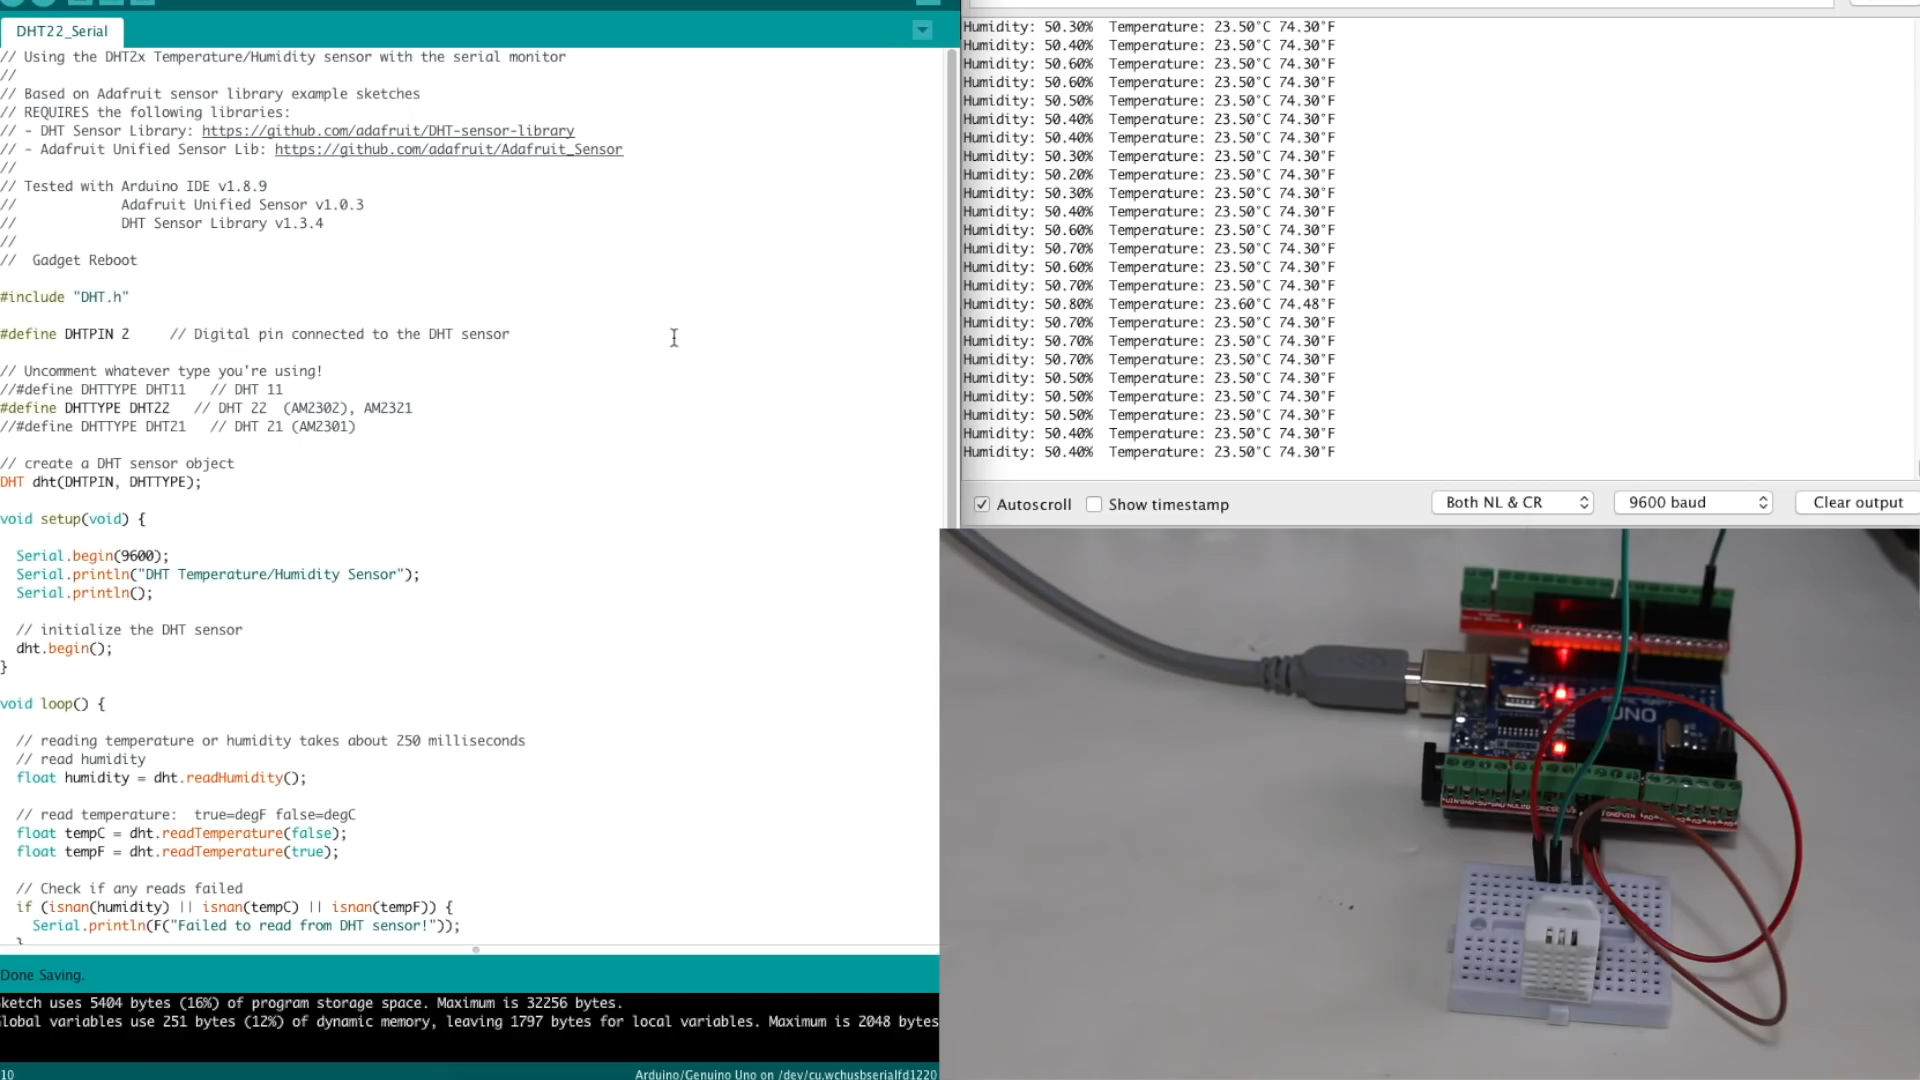 DHT22_Serial
// Using the DHT2x Temperature/Humidity sensor with the serial monitor
//
// Based on Adafruit sensor library example sketches
// REQUIRES the following libraries:
// - DHT Sensor Library: https://github.com/adafruit/DHT-sensor-library
// - Adafruit Unified Sensor Lib: https://github.com/adafruit/Adafruit_Sensor
//
// Tested with Arduino IDE v1.8.9
// Adafruit Unified Sensor v1.0.3
// DHT Sensor Library v1.3.4
//
// Gadget Reboot
#include "DHT.h"
#define DHTPIN 2 // Digital pin connected to the DHT sensor
// Uncomment whatever type you're using!
//#define DHTTYPE DHT11 // DHT 11
#define DHTTYPE DHT22 // DHT 22 (AM2302), AM2321
//#define DHTTYPE DHT21 // DHT 21 (AM2301)
// create a DHT sensor object
DHT dht(DHTPIN, DHTTYPE);
void setup(void) {
Serial.begin(9600);
Serial.println("DHT Temperature/Humidity Sensor");
Serial.println();
// initialize the DHT sensor
dht.begin();
}
void loop() {
// reading temperature or humidity takes about 250 milliseconds
// read humidity
float humidity = dht.readHumidity();
// read temperature: true=degF false=degC
float tempC = dht.readTemperature(false);
float tempF = dht.readTemperature(true);
// Check if any reads failed
if (isnan(humidity) || isnan(tempC) || isnan(tempF)) {
Serial.println(F("Failed to read from DHT sensor!"));
}
Done Saving.
ketch uses 5404 bytes (16%) of program storage space. Maximum is 32256 bytes.
lobal variables use 251 bytes (12%) of dynamic memory, leaving 1797 bytes for local variables. Maximum is 2048 bytes
10
Arduino/Genuino Uno on /dev/cu.wchusbserialfd1220
Humidity: 50.30% Temperature: 23.50°C 74.30°F
Humidity: 50.40% Temperature: 23.50°C 74.30°F
Humidity: 50.60% Temperature: 23.50°C 74.30°F
Humidity: 50.60% Temperature: 23.50°C 74.30°F
Humidity: 50.50% Temperature: 23.50°C 74.30°F
Humidity: 50.40% Temperature: 23.50°C 74.30°F
Humidity: 50.40% Temperature: 23.50°C 74.30°F
Humidity: 50.30% Temperature: 23.50°C 74.30°F
Humidity: 50.20% Temperature: 23.50°C 74.30°F
Humidity: 50.30% Temperature: 23.50°C 74.30°F
Humidity: 50.40% Temperature: 23.50°C 74.30°F
Humidity: 50.60% Temperature: 23.50°C 74.30°F
Humidity: 50.70% Temperature: 23.50°C 74.30°F
Humidity: 50.60% Temperature: 23.50°C 74.30°F
Humidity: 50.70% Temperature: 23.50°C 74.30°F
Humidity: 50.80% Temperature: 23.60°C 74.48°F
Humidity: 50.70% Temperature: 23.50°C 74.30°F
Humidity: 50.70% Temperature: 23.50°C 74.30°F
Humidity: 50.70% Temperature: 23.50°C 74.30°F
Humidity: 50.50% Temperature: 23.50°C 74.30°F
Humidity: 50.50% Temperature: 23.50°C 74.30°F
Humidity: 50.50% Temperature: 23.50°C 74.30°F
Humidity: 50.40% Temperature: 23.50°C 74.30°F
Humidity: 50.40% Temperature: 23.50°C 74.30°F
Autoscroll
Show timestamp
Both NL & CR
9600 baud
Clear output
UNO